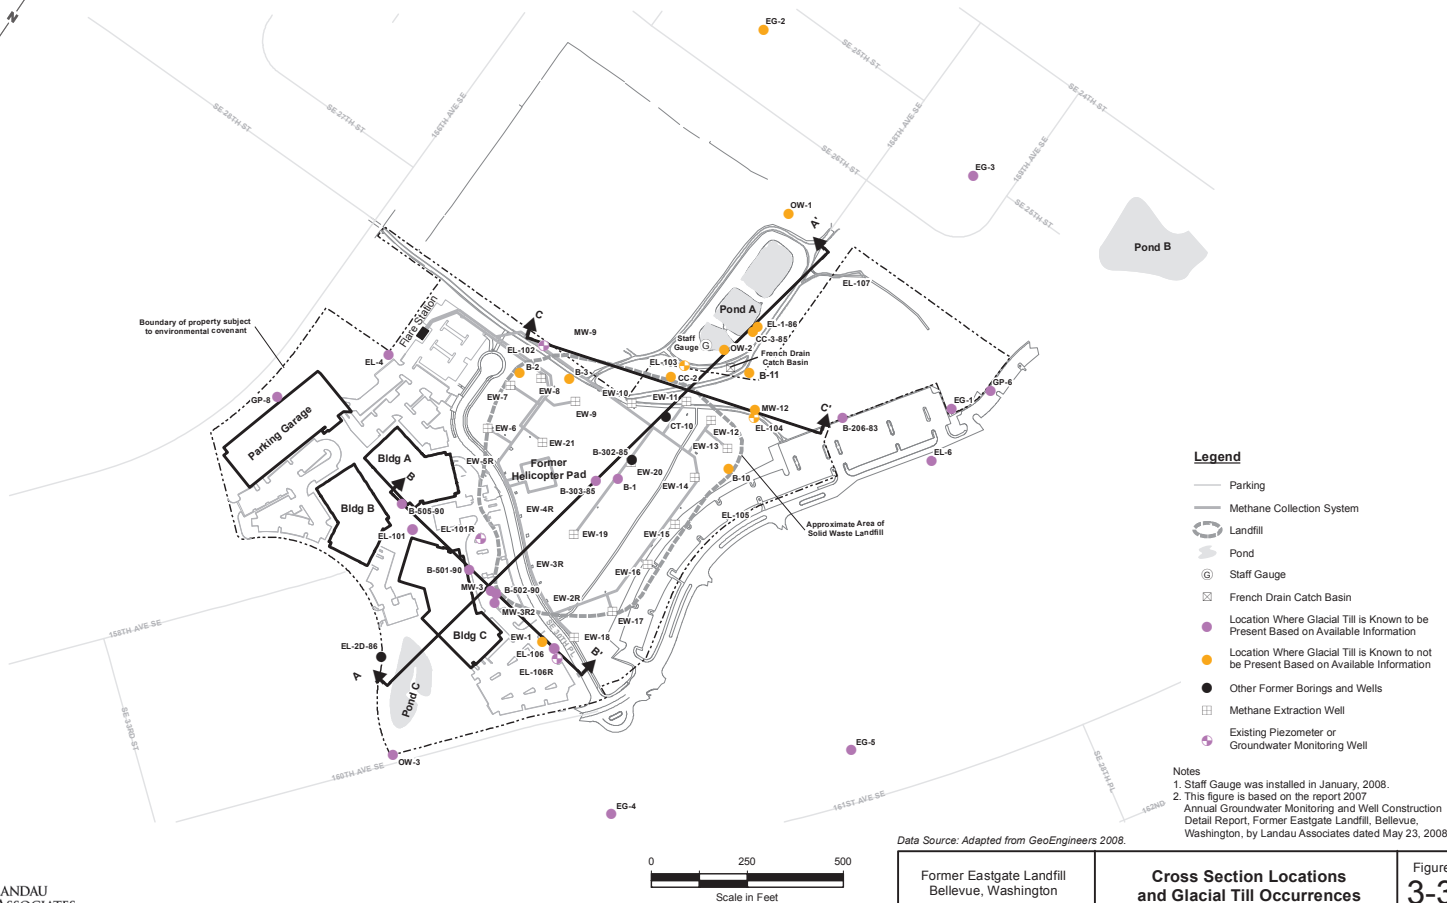 N
EG-2
SE 25TH ST
SE 24TH ST
SE 26TH ST
SE 27TH ST
156TH AVE SE
158TH AVE SE
SE 26TH ST
159TH AVE SE
EG-3
SE 25TH ST
OW-1
A'
Pond B
EL-107
Pond A
Flare Station
C
MW-9
Boundary of property subject
to environmental covenant
EL-1-86
CC-3-85
Staff
Gauge
G
OW-2
French Drain
Catch Basin
EL-102
EL-4
B-2
B-3
EL-103
CC-2
B-11
EW-8
EW-7
EW-10
EW-11
GP-8
EW-9
MW-12
C'
EG-1
GP-6
EW-6
CT-10
EW-12
EL-104
B-206-83
Parking Garage
EW-21
EW-13
B-302-85
EL-6
Bldg A
EW-5R
Former
Helicopter Pad
EW-20
B-10
B
B-303-85
B-1
EW-14
Bldg B
B-505-90
EW-4R
EL-105
Approximate Area of
Solid Waste Landfill
EL-101R
EL-101
EW-19
EW-15
B-501-90
EW-3R
EW-16
MW-3
B-502-90
EW-2R
MW-3R2
EW-17
158TH AVE SE
Bldg C
EW-1
SE 30TH PL
EW-18
EL-2D-86
EL-106
B'
A
EL-106R
Pond C
SE 33RD ST
OW-3
160TH AVE SE
EG-5
EG-4
161ST AVE SE
SE 28TH PL
162ND
Legend
Parking
Methane Collection System
Landfill
Pond
G Staff Gauge
French Drain Catch Basin
Location Where Glacial Till is Known to be
Present Based on Available Information
Location Where Glacial Till is Known to not
be Present Based on Available Information
Other Former Borings and Wells
Methane Extraction Well
Existing Piezometer or
Groundwater Monitoring Well
Notes
1. Staff Gauge was installed in January, 2008.
2. This figure is based on the report 2007
Annual Groundwater Monitoring and Well Construction
Detail Report, Former Eastgate Landfill, Bellevue,
Washington, by Landau Associates dated May 23, 2008
Data Source: Adapted from GeoEngineers 2008.
0 250 500
Scale in Feet
ANDAU
ASSOCIATES
Former Eastgate Landfill
Bellevue, Washington
Cross Section Locations
and Glacial Till Occurrences
Figure
3-3